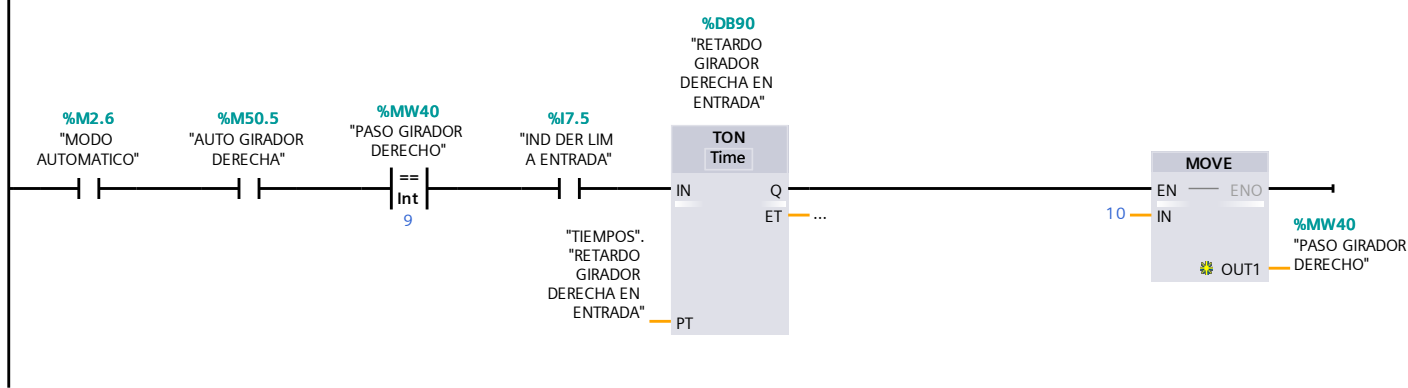 %DB90
"RETARDO
GIRADOR
DERECHA EN
ENTRADA"
%M2.6
"MODO
AUTOMATICO"
%M50.5
"AUTO GIRADOR
DERECHA"
%MW40
"PASO GIRADOR
DERECHO"
==
Int
9
%I7.5
"IND DER LIM
A ENTRADA"
TON
Time
IN
Q
ET
...
"TIEMPOS".
"RETARDO
GIRADOR
DERECHA EN
ENTRADA"
PT
MOVE
EN
ENO
10
IN
OUT1
%MW40
"PASO GIRADOR
DERECHO"